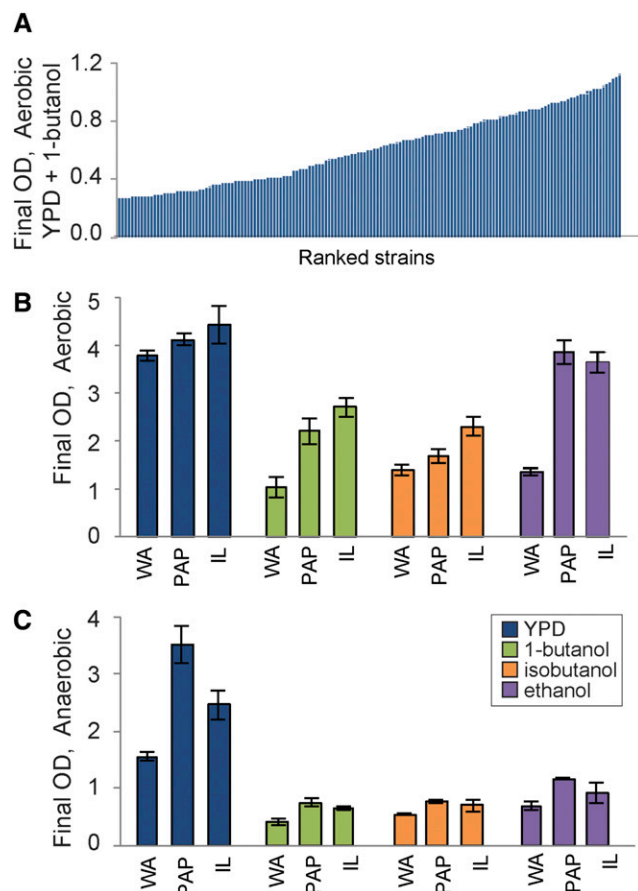 A
Final OD, Aerobic
YPD + 1-butanol
1.2
0.8
0.4
0.0
Ranked strains
B
Final OD, Aerobic
5
4
3
2
1
0
WA
PAP
IL
WA
PAP
IL
WA
PAP
IL
WA
PAP
IL
C
Final OD, Anaerobic
4
3
2
1
0
YPD
1-butanol
isobutanol
ethanol
WA
PAP
IL
WA
PAP
IL
WA
PAP
IL
WA
PAP
IL